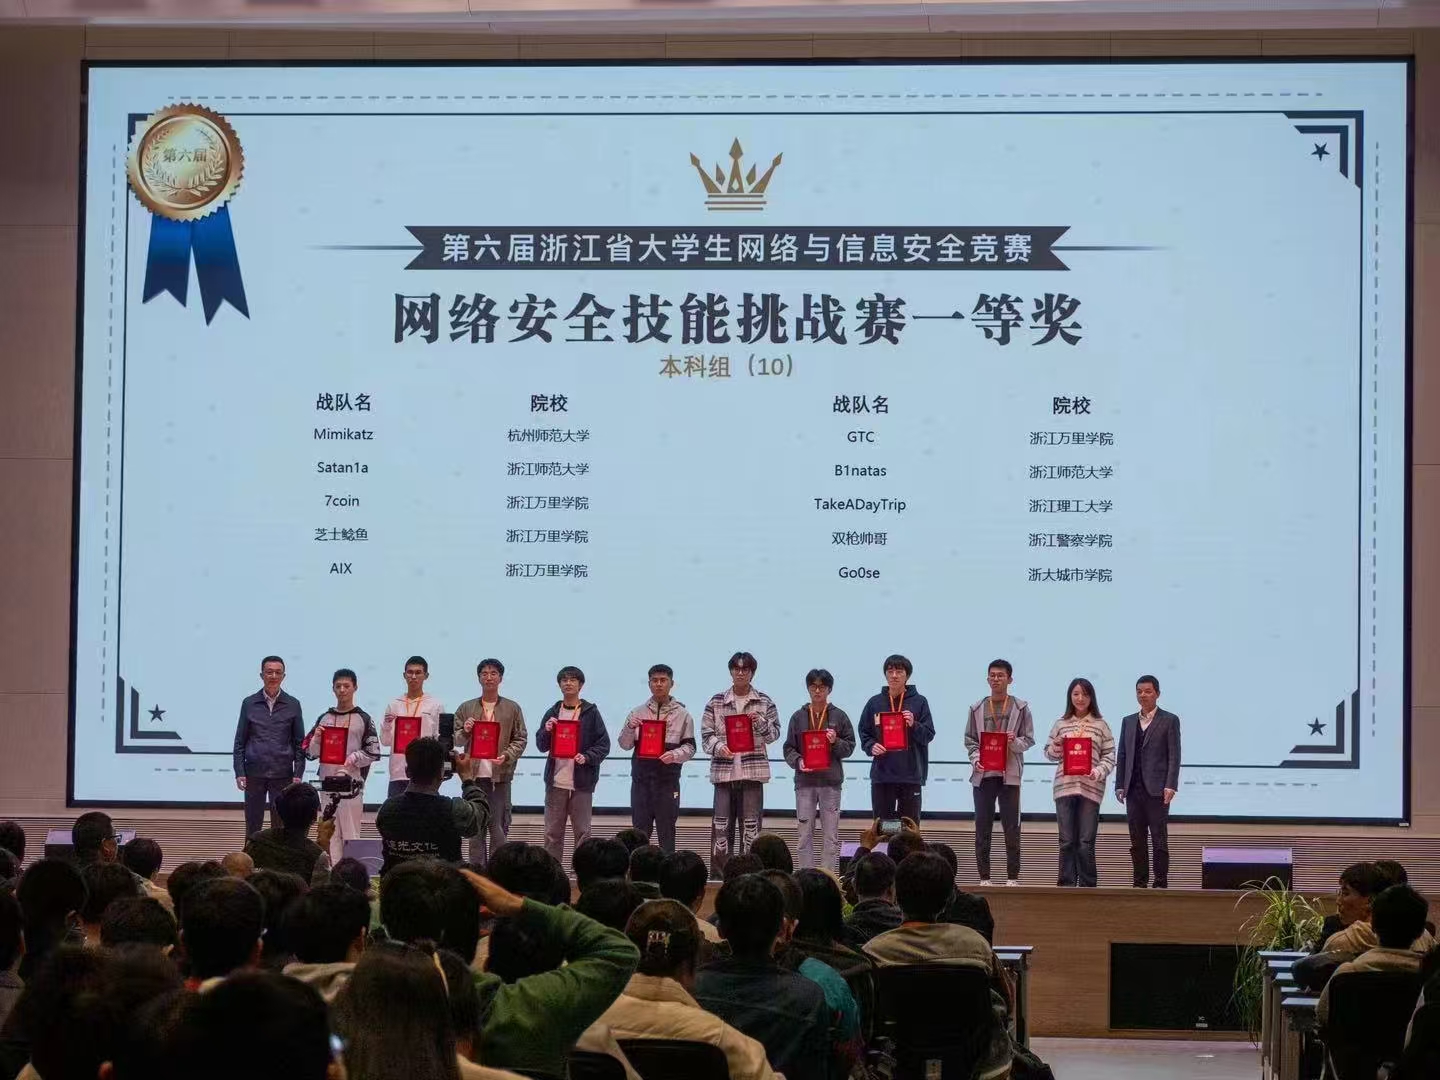 第六届
第六届浙江省大学生网络与信息安全竞赛
网络安全技能挑战赛一等奖
本科组（10）
战队名 院校 战队名 院校
Mimikatz 杭州师范大学 GTC 浙江万里学院
Satan1a 浙江师范大学 B1natas 浙江师范大学
7coin 浙江万里学院 TakeADayTrip 浙江理工大学
芝士鲶鱼 浙江万里学院 双枪帅哥 浙江警察学院
AIX 浙江万里学院 Go0se 浙大城市学院
光文化